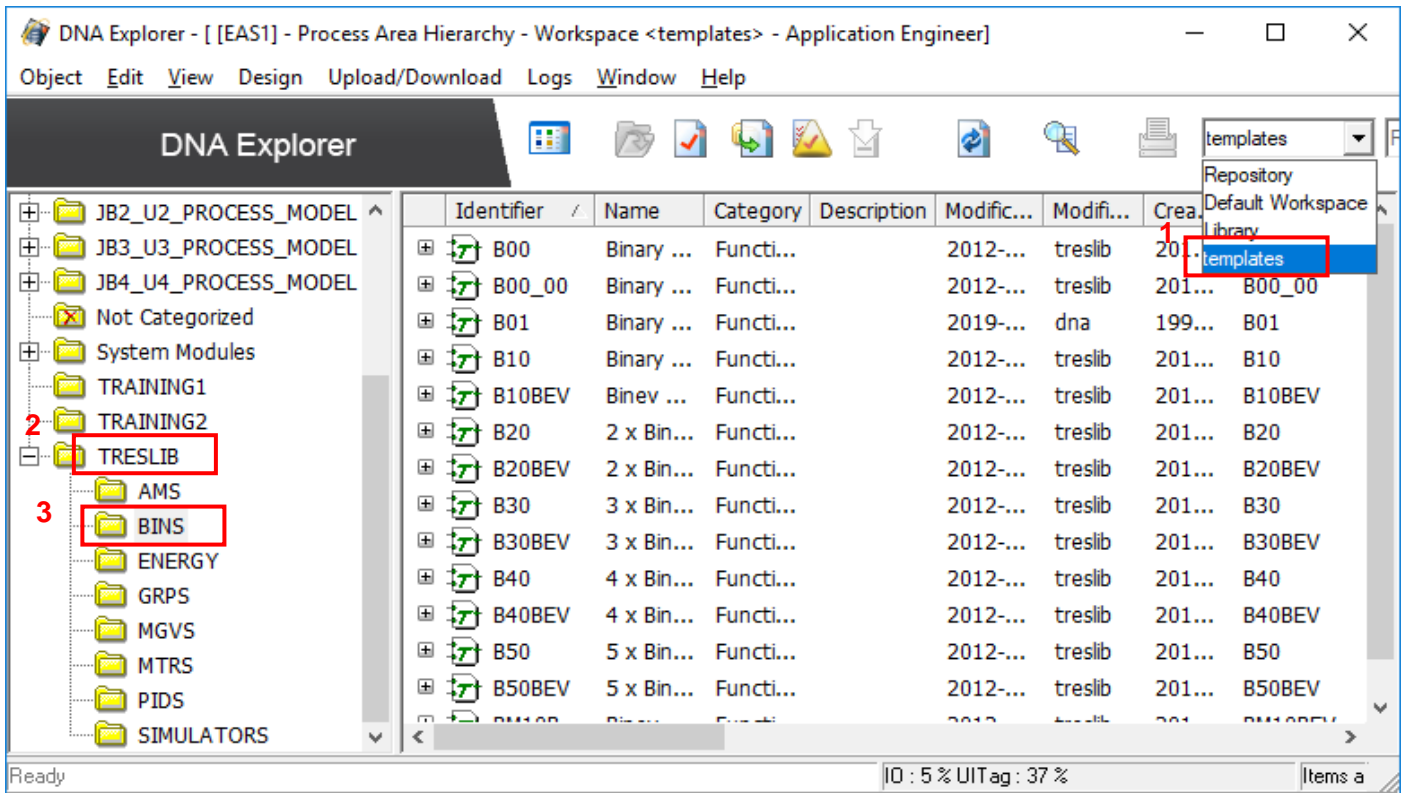 DNA Explorer - [ [EAS1] - Process Area Hierarchy - Workspace <templates> - Application Engineer]
Object Edit View Design Upload/Download Logs Window Help
DNA Explorer
templates
Repository
Default Workspace
Library
templates
1
JB2_U2_PROCESS_MODEL
JB3_U3_PROCESS_MODEL
JB4_U4_PROCESS_MODEL
Not Categorized
System Modules
TRAINING1
TRAINING2
2
TRESLIB
AMS
3
BINS
ENERGY
GRPS
MGVS
MTRS
PIDS
SIMULATORS
Identifier Name Category Description Modific... Modifi... Crea...
B00 Binary ... Functi... 2012-... treslib 201...
B00_00 Binary ... Functi... 2012-... treslib 201... B00_00
B01 Binary ... Functi... 2019-... dna 199... B01
B10 Binary ... Functi... 2012-... treslib 201... B10
B10BEV Binev ... Functi... 2012-... treslib 201... B10BEV
B20 2 x Bin... Functi... 2012-... treslib 201... B20
B20BEV 2 x Bin... Functi... 2012-... treslib 201... B20BEV
B30 3 x Bin... Functi... 2012-... treslib 201... B30
B30BEV 3 x Bin... Functi... 2012-... treslib 201... B30BEV
B40 4 x Bin... Functi... 2012-... treslib 201... B40
B40BEV 4 x Bin... Functi... 2012-... treslib 201... B40BEV
B50 5 x Bin... Functi... 2012-... treslib 201... B50
B50BEV 5 x Bin... Functi... 2012-... treslib 201... B50BEV
Ready IO : 5 % UITag : 37 % Items a